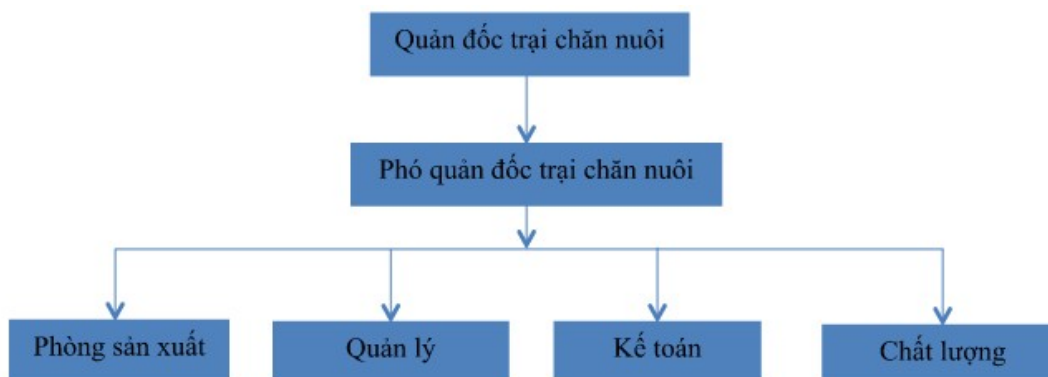 Quản đốc trại chăn nuôi
Phó quản đốc trại chăn nuôi
Phòng sản xuất
Quản lý
Kế toán
Chất lượng